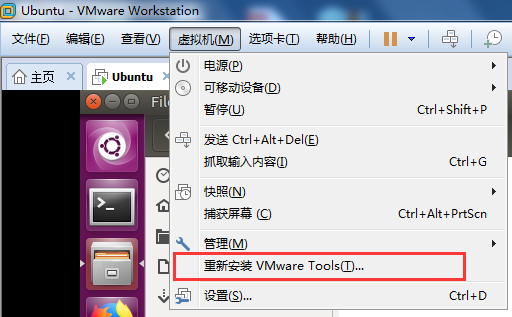 Ubuntu - VMware Workstation
文件(F) 编辑(E) 查看(V) 虚拟机(M) 选项卡(T) 帮助(H)
主页 Ubuntu
File
电源(P)
可移动设备(D)
暂停(U) Ctrl+Shift+P
发送 Ctrl+Alt+Del(E)
抓取输入内容(I) Ctrl+G
快照(N)
捕获屏幕 (C) Ctrl+Alt+PrtScn
管理(M)
重新安装 VMware Tools(T)...
设置(S)... Ctrl+D